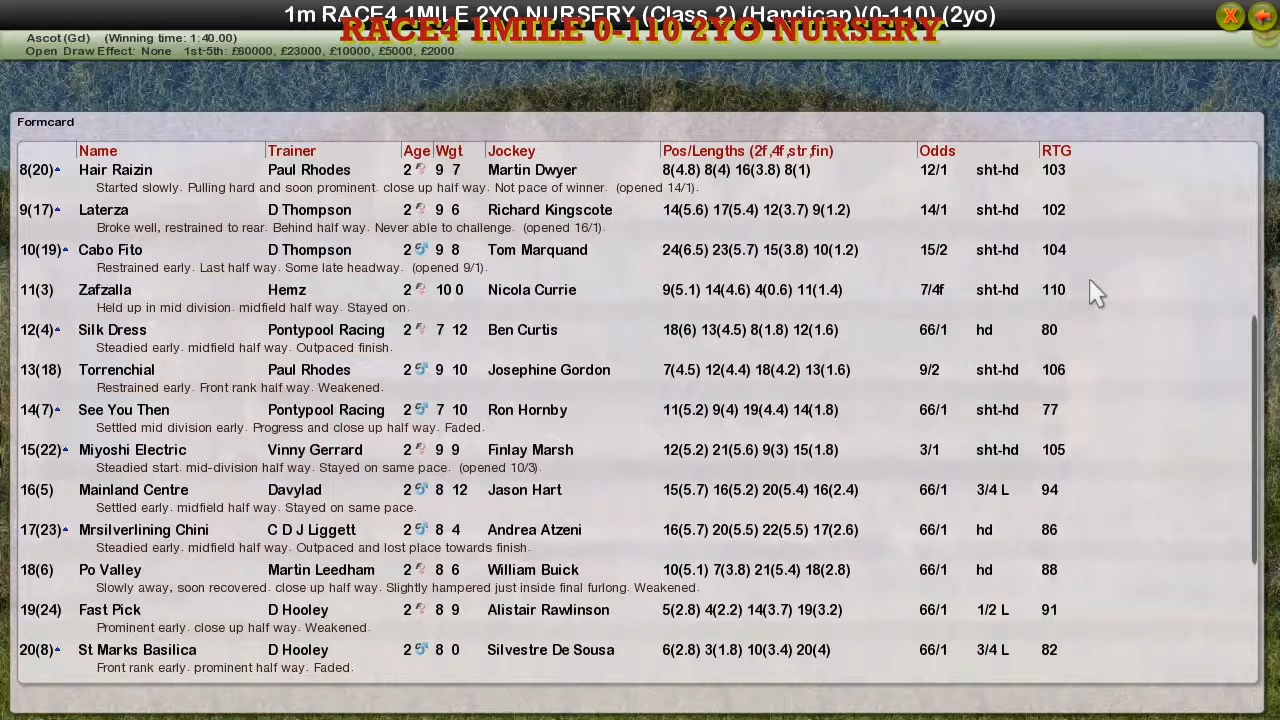 1m RACE4 1MILE 2YO NURSERY (Class 2) (Handicap)(0-110) (2yo)
RACE4 1MILE 0-110 2YO NURSERY
Ascot(Gd) (Winning time: 1:40.00)
Open Draw Effect: None 1st-5th: £60000, £23000, £10000, £5000, £2000
Formcard
Name Trainer Age Wgt Jockey Pos/Lengths (2f,4f,str,fin) Odds RTG
8(20) Hair Raizin Paul Rhodes 2 9 7 Martin Dwyer 8(4.8) 8(4) 16(3.8) 8(1) 12/1 sht-hd 103
Started slowly. Pulling hard and soon prominent. close up half way. Not pace of winner. (opened 14/1).
9(17) Laterza D Thompson 2 9 6 Richard Kingscote 14(5.6) 17(5.4) 12(3.7) 9(1.2) 14/1 sht-hd 102
Broke well, restrained to rear. Behind half way. Never able to challenge. (opened 16/1).
10(19) Cabo Fito D Thompson 2 9 8 Tom Marquand 24(6.5) 23(5.7) 15(3.8) 10(1.2) 15/2 sht-hd 104
Restrained early. Last half way. Some late headway. (opened 9/1).
11(3) Zafzalla Hemz 2 10 0 Nicola Currie 9(5.1) 14(4.6) 4(0.6) 11(1.4) 7/4f sht-hd 110
Held up in mid division. midfield half way. Stayed on.
12(4) Silk Dress Pontypool Racing 2 7 12 Ben Curtis 18(6) 13(4.5) 8(1.8) 12(1.6) 66/1 hd 80
Steadied early. midfield half way. Outpaced finish.
13(18) Torrenchial Paul Rhodes 2 9 10 Josephine Gordon 7(4.5) 12(4.4) 18(4.2) 13(1.6) 9/2 sht-hd 106
Restrained early. Front rank half way. Weakened.
14(7) See You Then Pontypool Racing 2 7 10 Ron Hornby 11(5.2) 9(4) 19(4.4) 14(1.8) 66/1 sht-hd 77
Settled mid division early. Progress and close up half way. Faded.
15(22) Miyoshi Electric Vinny Gerrard 2 9 9 Finlay Marsh 12(5.2) 21(5.6) 9(3) 15(1.8) 3/1 sht-hd 105
Steadied start. mid-division half way. Stayed on same pace. (opened 10/3).
16(5) Mainland Centre Davylad 2 8 12 Jason Hart 15(5.7) 16(5.2) 20(5.4) 16(2.4) 66/1 3/4 L 94
Settled early. midfield half way. Stayed on same pace.
17(23) Mrsilverlining Chini C D J Liggett 2 8 4 Andrea Atzeni 16(5.7) 20(5.5) 22(5.5) 17(2.6) 66/1 hd 86
Steadied early. midfield half way. Outpaced and lost place towards finish.
18(6) Po Valley Martin Leedham 2 8 6 William Buick 10(5.1) 7(3.8) 21(5.4) 18(2.8) 66/1 hd 88
Slowly away, soon recovered. close up half way. Slightly hampered just inside final furlong. Weakened.
19(24) Fast Pick D Hooley 2 8 9 Alistair Rawlinson 5(2.8) 4(2.2) 14(3.7) 19(3.2) 66/1 1/2 L 91
Prominent early. close up half way. Weakened.
20(8) St Marks Basilica D Hooley 2 8 0 Silvestre De Sousa 6(2.8) 3(1.8) 10(3.4) 20(4) 66/1 3/4 L 82
Front rank early. prominent half way. Faded.